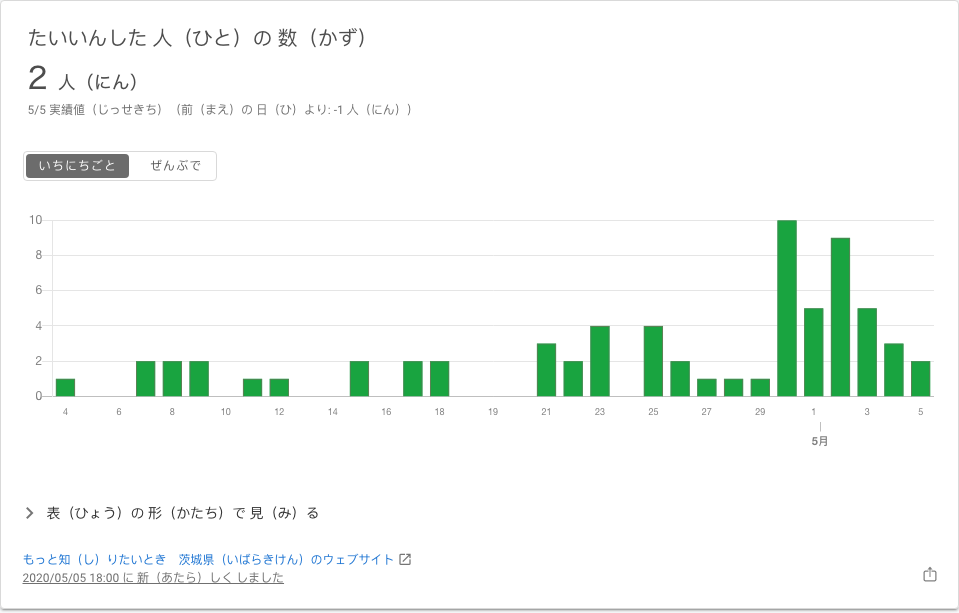 たいいんした 人（ひと）の 数（かず）
2 人（にん）
5/5 実績値（じっせきち）（前（まえ）の 日（ひ）より: -1 人（にん））
いちにちごと ぜんぶで
10
8
6
4
2
0
4 6 8 10 12 14 16 18 19 21 23 25 27 29 1 3 5
5月
表（ひょう）の 形（かたち）で 見（み）る
もっと知（し）りたいとき　茨城県（いばらきけん）のウェブサイト
2020/05/05 18:00 に 新（あたら）しく しました